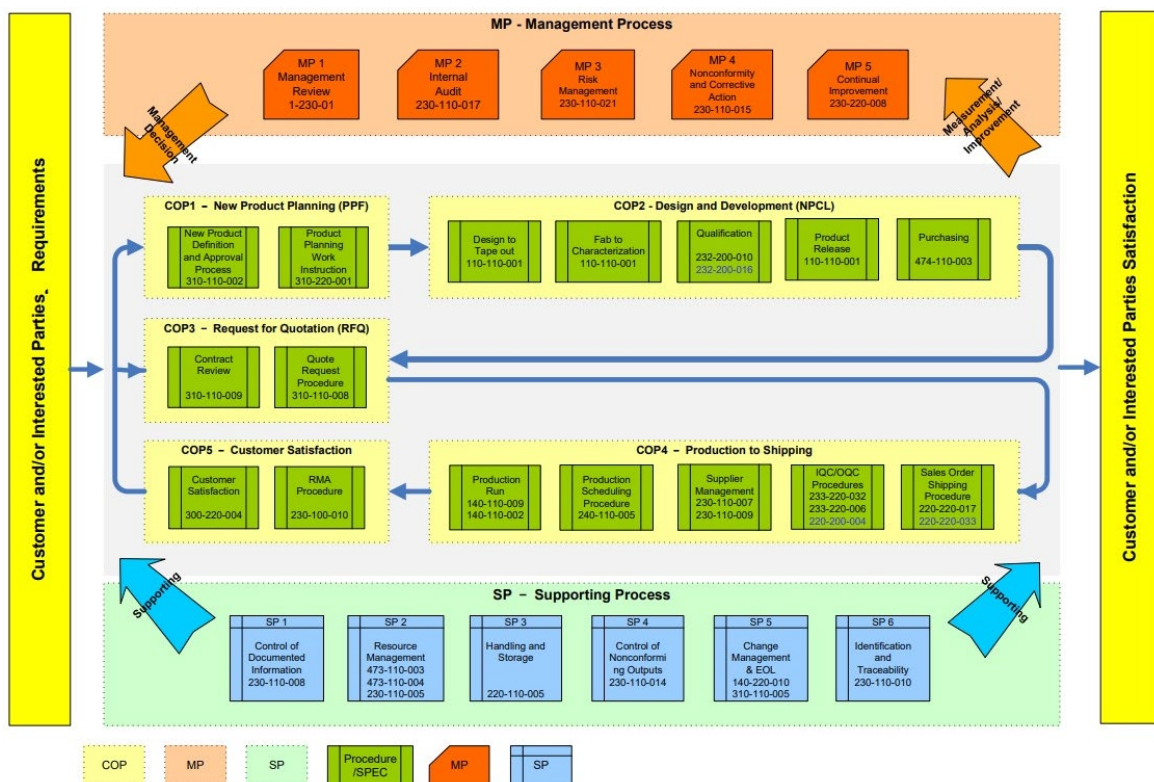 MP - Management Process
MP 1
Management
Review
1-230-01
MP 2
Internal
Audit
230-110-017
MP 3
Risk
Management
230-110-021
MP 4
Nonconformity
and Corrective
Action
230-110-015
MP 5
Continual
Improvement
230-220-008
Management
Decision
Measurement/
Analysis/
Improvement
Customer and/or Interested Parties, Requirements
Customer and/or Interested Parties Satisfaction
COP1 – New Product Planning (PPF)
New Product
Definition
and Approval
Process
310-110-002
Product
Planning
Work
Instruction
310-220-001
COP2 - Design and Development (NPCL)
Design to
Tape out
110-110-001
Fab to
Characterization
110-110-001
Qualification
232-200-010
232-200-016
Product
Release
110-110-001
Purchasing
474-110-003
COP3 – Request for Quotation (RFQ)
Contract
Review
310-110-009
Quote
Request
Procedure
310-110-008
COP5 – Customer Satisfaction
Customer
Satisfaction
300-220-004
RMA
Procedure
230-100-010
COP4 – Production to Shipping
Production
Run
140-110-009
140-110-002
Production
Scheduling
Procedure
240-110-005
Supplier
Management
230-110-007
230-110-009
IQC/OQC
Procedures
233-220-032
233-220-006
220-200-004
Sales Order
Shipping
Procedure
220-220-017
220-220-033
Supporting
Supporting
SP – Supporting Process
SP 1
Control of
Documented
Information
230-110-008
SP 2
Resource
Management
473-110-003
473-110-004
230-110-005
SP 3
Handling and
Storage
220-110-005
SP 4
Control of
Nonconformi
ng Outputs
230-110-014
SP 5
Change
Management
& EOL
140-220-010
310-110-005
SP 6
Identification
and
Traceability
230-110-010
COP
MP
SP
Procedure
/SPEC
MP
SP